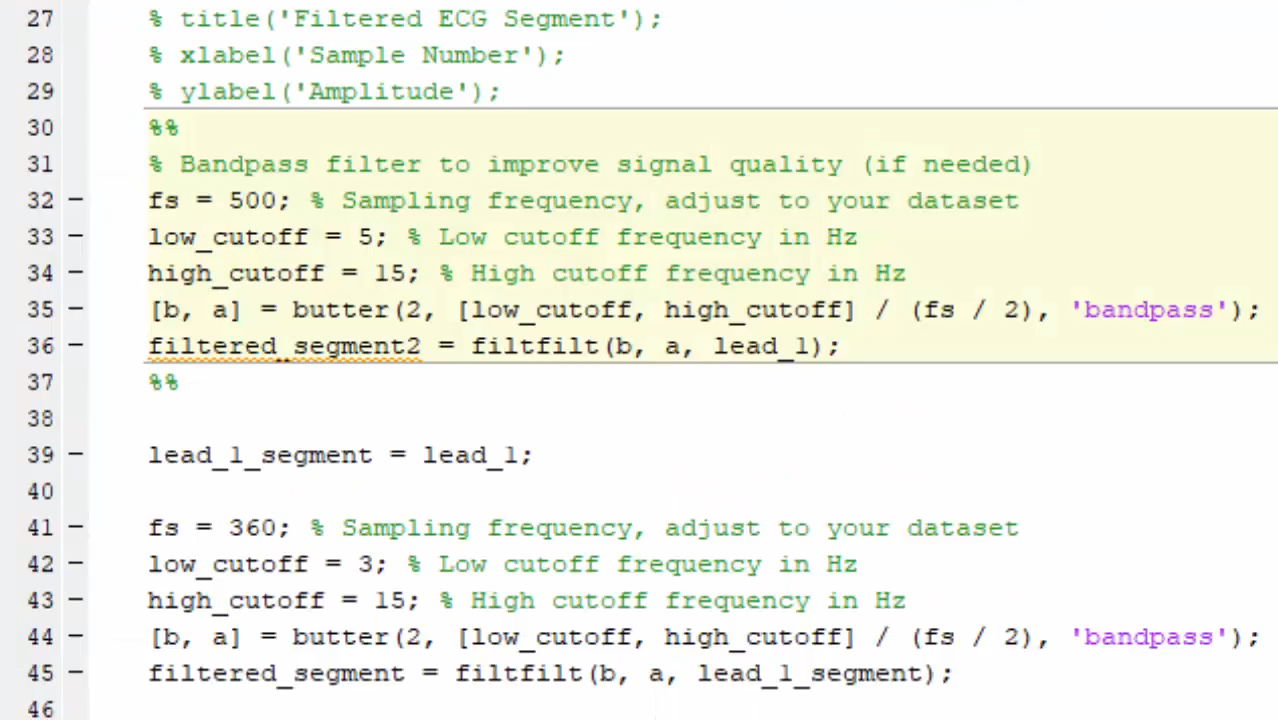 27 % title('Filtered ECG Segment');
28 % xlabel('Sample Number');
29 % ylabel('Amplitude');
30 %%
31 % Bandpass filter to improve signal quality (if needed)
32 – fs = 500; % Sampling frequency, adjust to your dataset
33 – low_cutoff = 5; % Low cutoff frequency in Hz
34 – high_cutoff = 15; % High cutoff frequency in Hz
35 – [b, a] = butter(2, [low_cutoff, high_cutoff] / (fs / 2), 'bandpass');
36 – filtered_segment2 = filtfilt(b, a, lead_1);
37 %%
38
39 – lead_1_segment = lead_1;
40
41 – fs = 360; % Sampling frequency, adjust to your dataset
42 – low_cutoff = 3; % Low cutoff frequency in Hz
43 – high_cutoff = 15; % High cutoff frequency in Hz
44 – [b, a] = butter(2, [low_cutoff, high_cutoff] / (fs / 2), 'bandpass');
45 – filtered_segment = filtfilt(b, a, lead_1_segment);
46